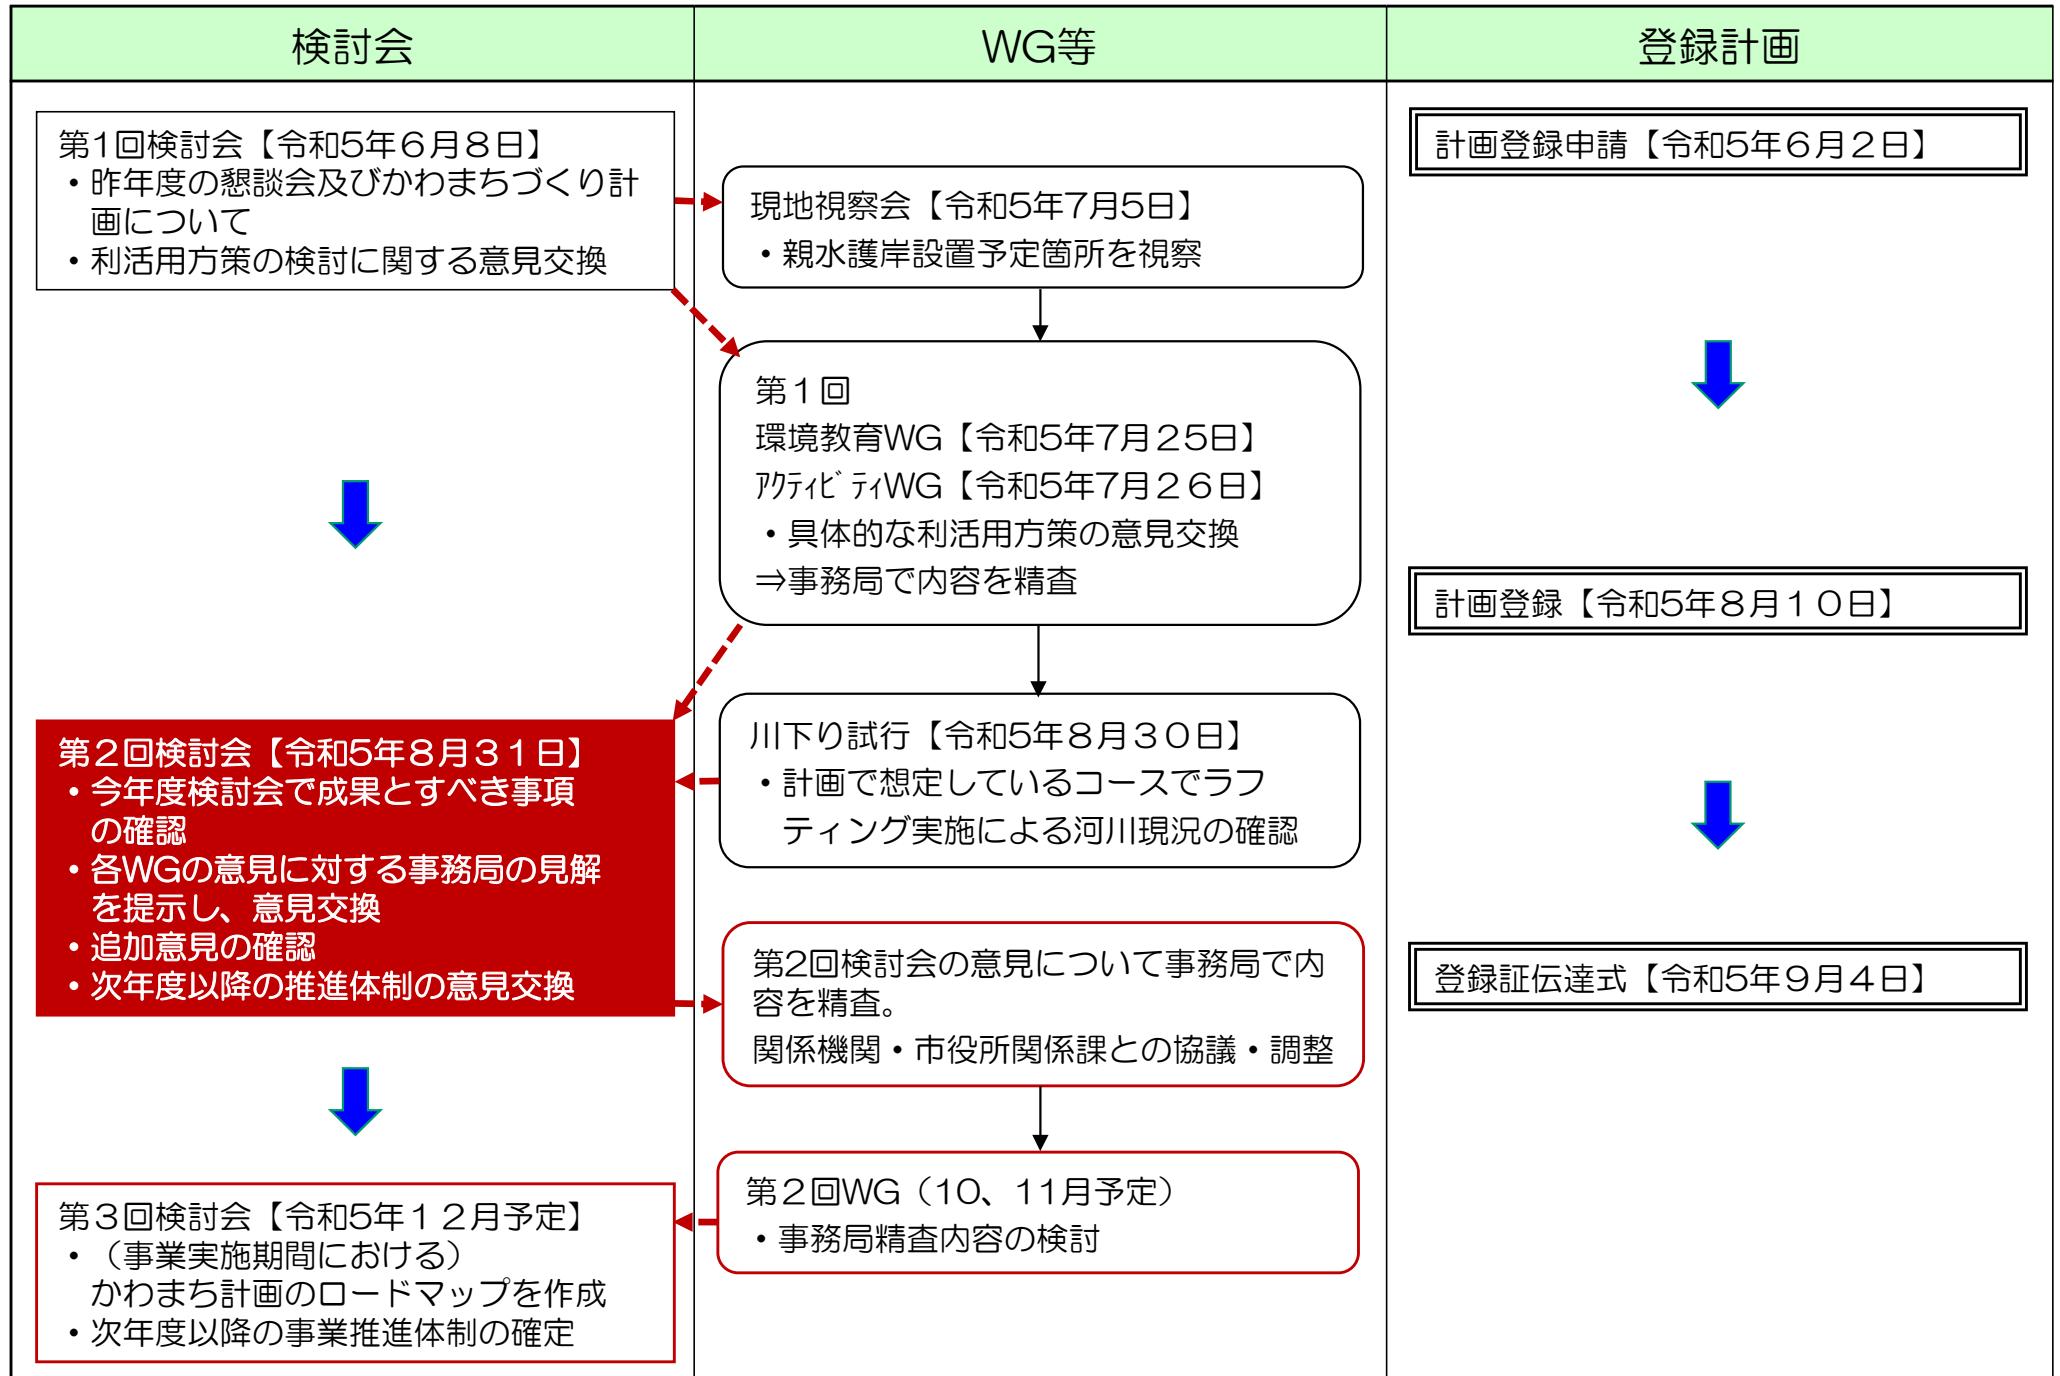 検討会
WG等
登録計画
第1回検討会【令和5年６月８日】
・昨年度の懇談会及びかわまちづくり計
画について
・利活用方策の検討に関する意見交換
現地視察会【令和5年7月5日】
・親水護岸設置予定箇所を視察
第１回
環境教育WG【令和5年7月２5日】
ｱｸﾃｨﾋﾞﾃｨWG【令和5年7月２６日】
・具体的な利活用方策の意見交換
⇒事務局で内容を精査
川下り試行【令和5年８月３０日】
・計画で想定しているコースでラフ
ティング実施による河川現況の確認
第２回検討会【令和5年８月３１日】
・今年度検討会で成果とすべき事項
の確認
・各WGの意見に対する事務局の見解
を提示し、意見交換
・追加意見の確認
・次年度以降の推進体制の意見交換
第2回検討会の意見について事務局で内
容を精査。
関係機関・市役所関係課との協議・調整
第２回WG（10、11月予定）
・事務局精査内容の検討
第３回検討会【令和5年１２月予定】
・（事業実施期間における）
かわまち計画のロードマップを作成
・次年度以降の事業推進体制の確定
計画登録申請【令和5年６月２日】
計画登録【令和5年８月１０日】
登録証伝達式【令和5年９月４日】